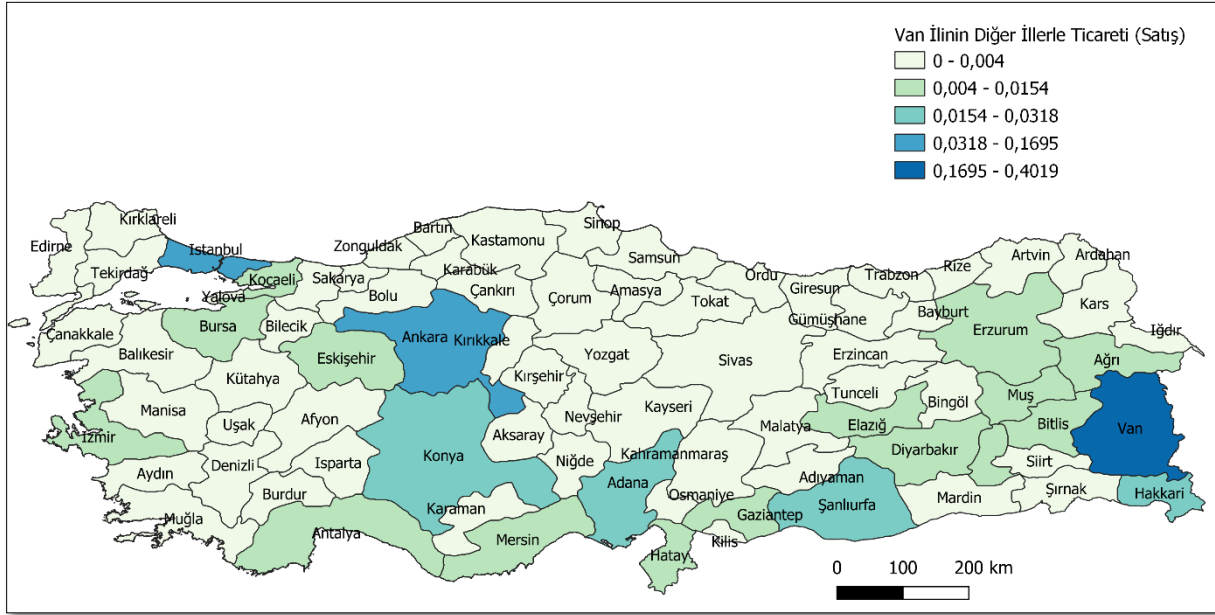 Van İlinin Diğer İllerle Ticareti (Satış)
0 - 0,004
0,004 - 0,0154
0,0154 - 0,0318
0,0318 - 0,1695
0,1695 - 0,4019
Kırklareli
Edirne
Tekirdağ
İstanbul
Kocaeli
Yalova
Sakarya
Zonguldak
Bartın
Karabük
Kastamonu
Sinop
Samsun
Ordu
Giresun
Trabzon
Rize
Artvin
Ardahan
Kars
Iğdır
Bolu
Çankırı
Çorum
Amasya
Tokat
Gümüşhane
Bayburt
Erzurum
Ağrı
Çanakkale
Balıkesir
Bursa
Bilecik
Eskişehir
Ankara
Kırıkkale
Yozgat
Sivas
Erzincan
Tunceli
Bingöl
Muş
Kütahya
Kırşehir
Manisa
Uşak
Afyon
Nevşehir
Kayseri
Malatya
Elazığ
Diyarbakır
Bitlis
Van
İzmir
Aydın
Denizli
Isparta
Konya
Aksaray
Niğde
Kahramanmaraş
Adıyaman
Siirt
Burdur
Karaman
Adana
Osmaniye
Gaziantep
Şanlıurfa
Mardin
Şırnak
Hakkari
Muğla
Antalya
Mersin
Hatay
Kilis
0 100 200 km